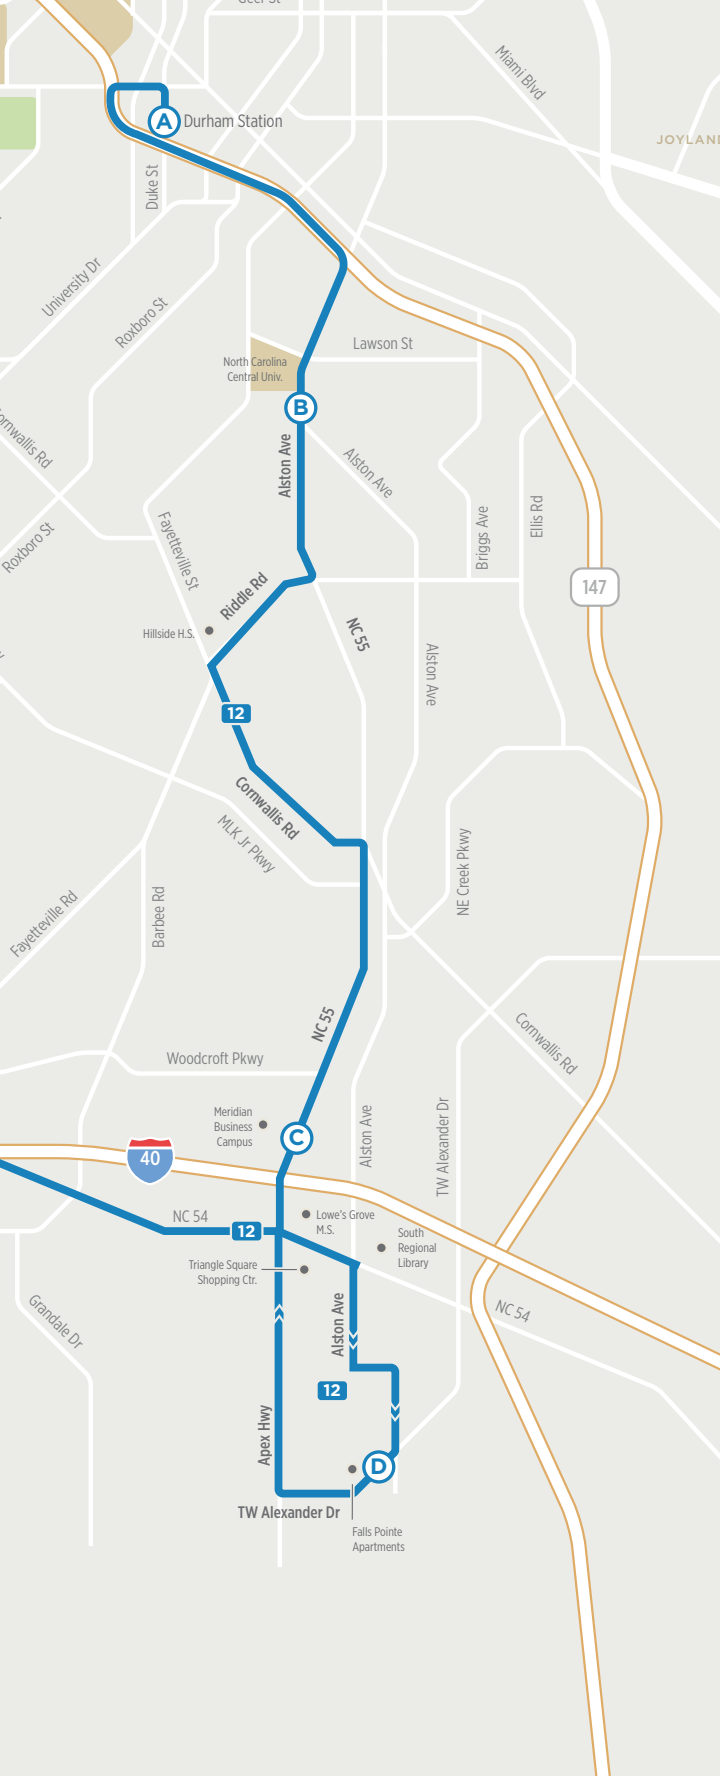 Miami Blvd
JOYLAN
A
Durham Station
Duke St
University Dr
Roxboro St
Lawson St
North Carolina
Central Univ.
B
Alston Ave
Alston Ave
ornwallis Rd
Fayetteville St
Roxboro St
Briggs Ave
Ellis Rd
147
Riddle Rd
Hillside H.S.
NC 55
Alston Ave
12
Cornwallis Rd
MLK Jr Pkwy
NE Creek Pkwy
Fayetteville Rd
Barbee Rd
NC 55
Cornwallis Rd
Woodcroft Pkwy
Meridian
Business
Campus
C
Alston Ave
TW Alexander Dr
40
NC 54
12
Lowe's Grove
M.S.
South
Regional
Library
Triangle Square
Shopping Ctr.
Grandale Dr
Alston Ave
NC 54
12
Apex Hwy
D
TW Alexander Dr
Falls Pointe
Apartments